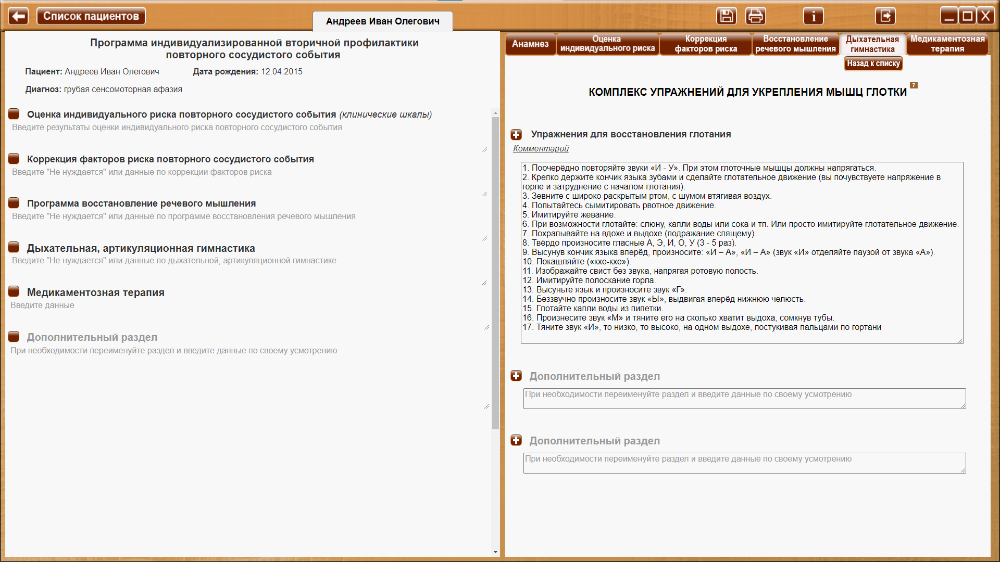 Список пациентов
Андреев Иван Олегович
i
Программа индивидуализированной вторичной профилактики
повторного сосудистого события
Пациент: Андреев Иван Олегович Дата рождения: 12.04.2015
Диагноз: грубая сенсомоторная афазия
Оценка индивидуального риска повторного сосудистого события (клинические шкалы)
Введите результаты оценки индивидуального риска повторного сосудистого события
Коррекция факторов риска повторного сосудистого события
Введите "Не нуждается" или данные по коррекции факторов риска
Программа восстановление речевого мышления
Введите "Не нуждается" или данные по программе восстановления речевого мышления
Дыхательная, артикуляционная гимнастика
Введите "Не нуждается" или данные по дыхательной, артикуляционной гимнастике
Медикаментозная терапия
Введите данные
Дополнительный раздел
При необходимости переименуйте раздел и введите данные по своему усмотрению
Анамнез
Оценка
индивидуального риска
Коррекция
факторов риска
Восстановление
речевого мышления
Дыхательная
гимнастика
Медикаментозная
терапия
Назад к списку
КОМПЛЕКС УПРАЖНЕНИЙ ДЛЯ УКРЕПЛЕНИЯ МЫШЦ ГЛОТКИ 7
Упражнения для восстановления глотания
Комментарий
1. Поочерёдно повторяйте звуки «И - У». При этом глоточные мышцы должны напрягаться.
2. Крепко держите кончик языка зубами и сделайте глотательное движение (вы почувствуете напряжение в
горле и затруднение с началом глотания).
3. Зевните с широко раскрытым ртом, с шумом втягивая воздух.
4. Попытайтесь сымитировать рвотное движение.
5. Имитируйте жевание.
6. При возможности глотайте: слюну, капли воды или сока и тп. Или просто имитируйте глотательное движение.
7. Похрапывайте на вдохе и выдохе (подражание спящему).
8. Твёрдо произносите гласные А, Э, И, О, У (3 - 5 раз).
9. Высунув кончик языка вперёд, произносите: «И – А», «И – А» (звук «И» отделяйте паузой от звука «А»).
10. Покашляйте («кхе-кхе»).
11. Изображайте свист без звука, напрягая ротовую полость.
12. Имитируйте полоскание горла.
13. Высуньте язык и произносите звук «Г».
14. Беззвучно произносите звук «Ы», выдвигая вперёд нижнюю челюсть.
15. Глотайте капли воды из пипетки.
16. Произнесите звук «М» и тяните его на сколько хватит выдоха, сомкнув тубы.
17. Тяните звук «И», то низко, то высоко, на одном выдохе, постукивая пальцами по гортани
Дополнительный раздел
При необходимости переименуйте раздел и введите данные по своему усмотрению
Дополнительный раздел
При необходимости переименуйте раздел и введите данные по своему усмотрению